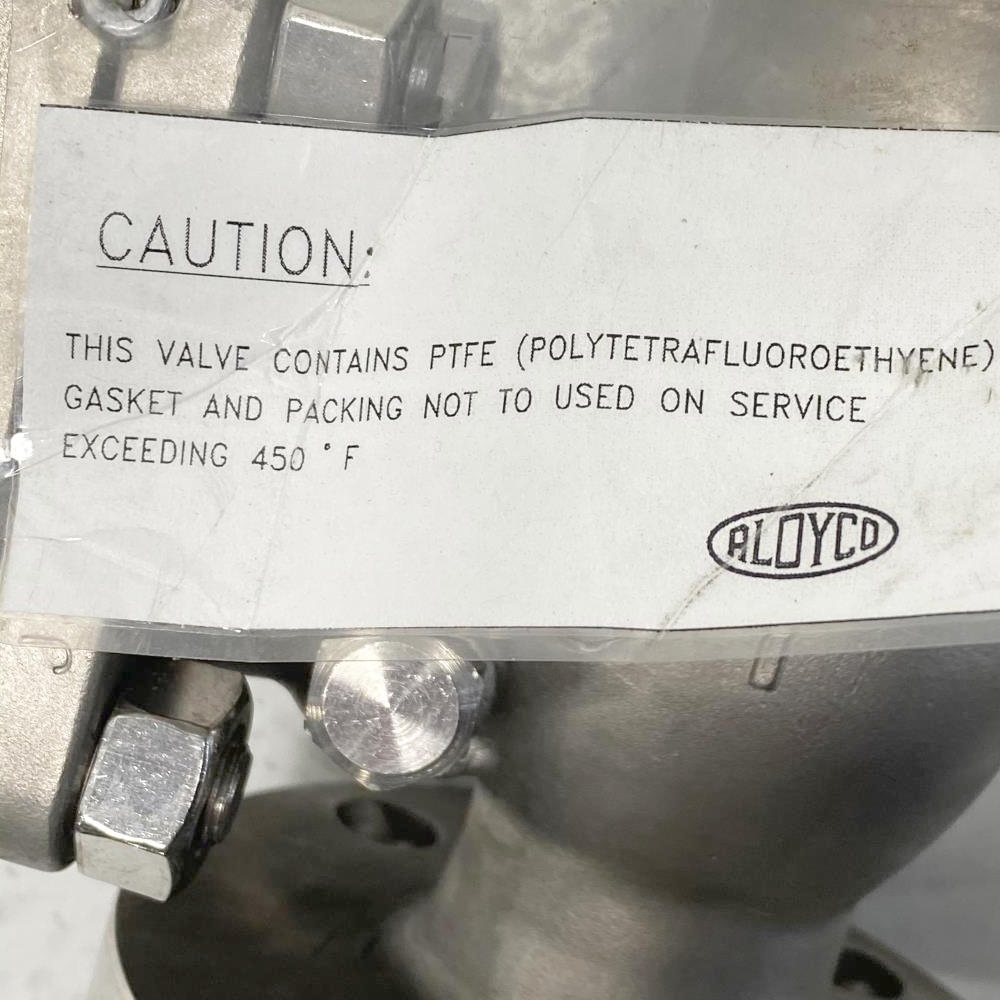 CAUTION:
THIS VALVE CONTAINS PTFE (POLYTETRAFLUOROETHYENE)
GASKET AND PACKING NOT TO USED ON SERVICE
EXCEEDING 450 °F
ALOYCO